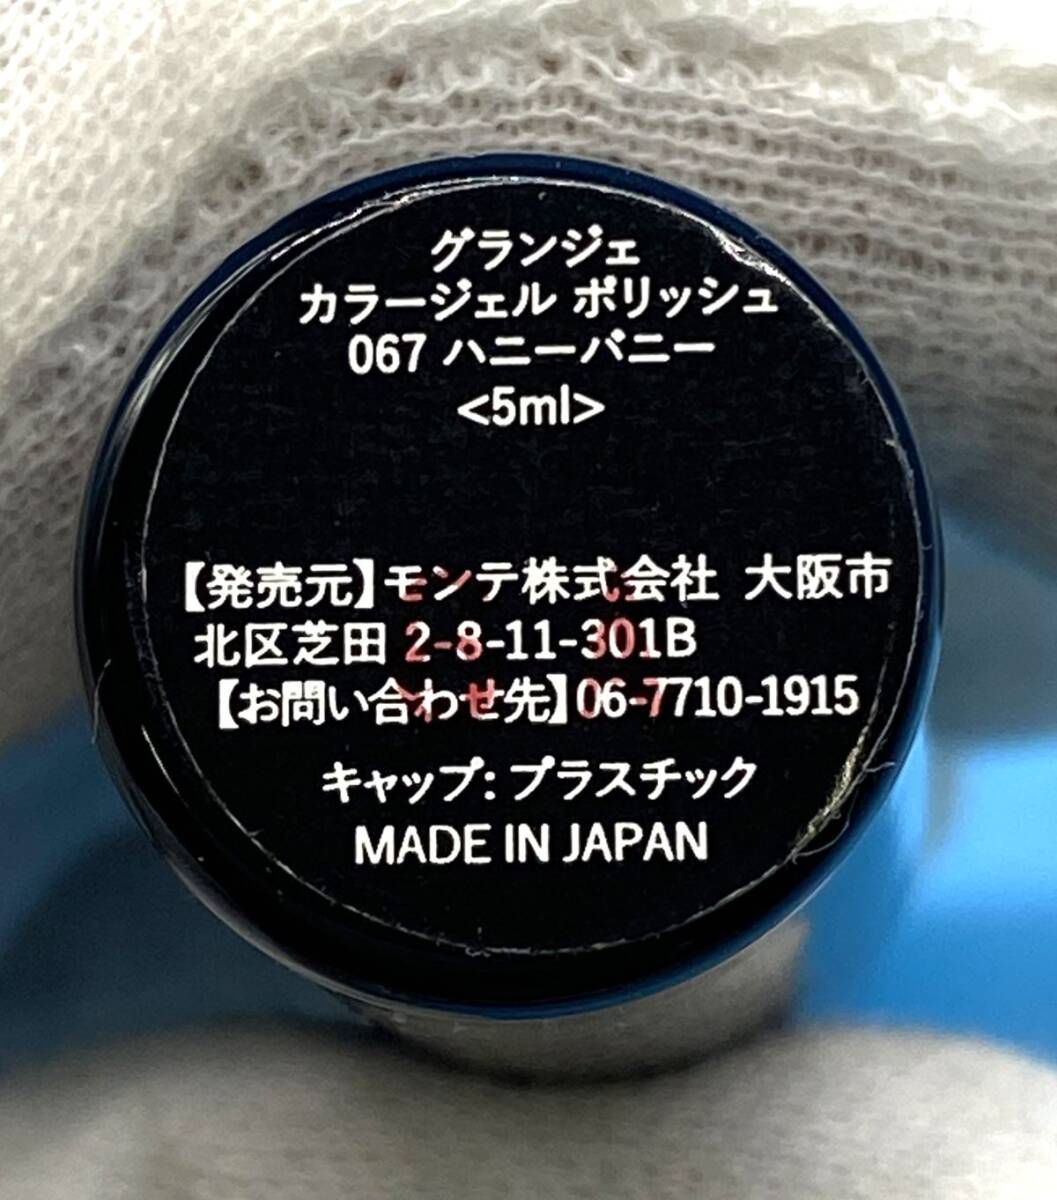 グランジェ
カラージェル ポリッシュ
067 ハニーバニー
<5ml>
【発売元】モンテ株式会社 大阪市
北区芝田 2-8-11-301B
【お問い合わせ先】06-7710-1915
キャップ: プラスチック
MADE IN JAPAN